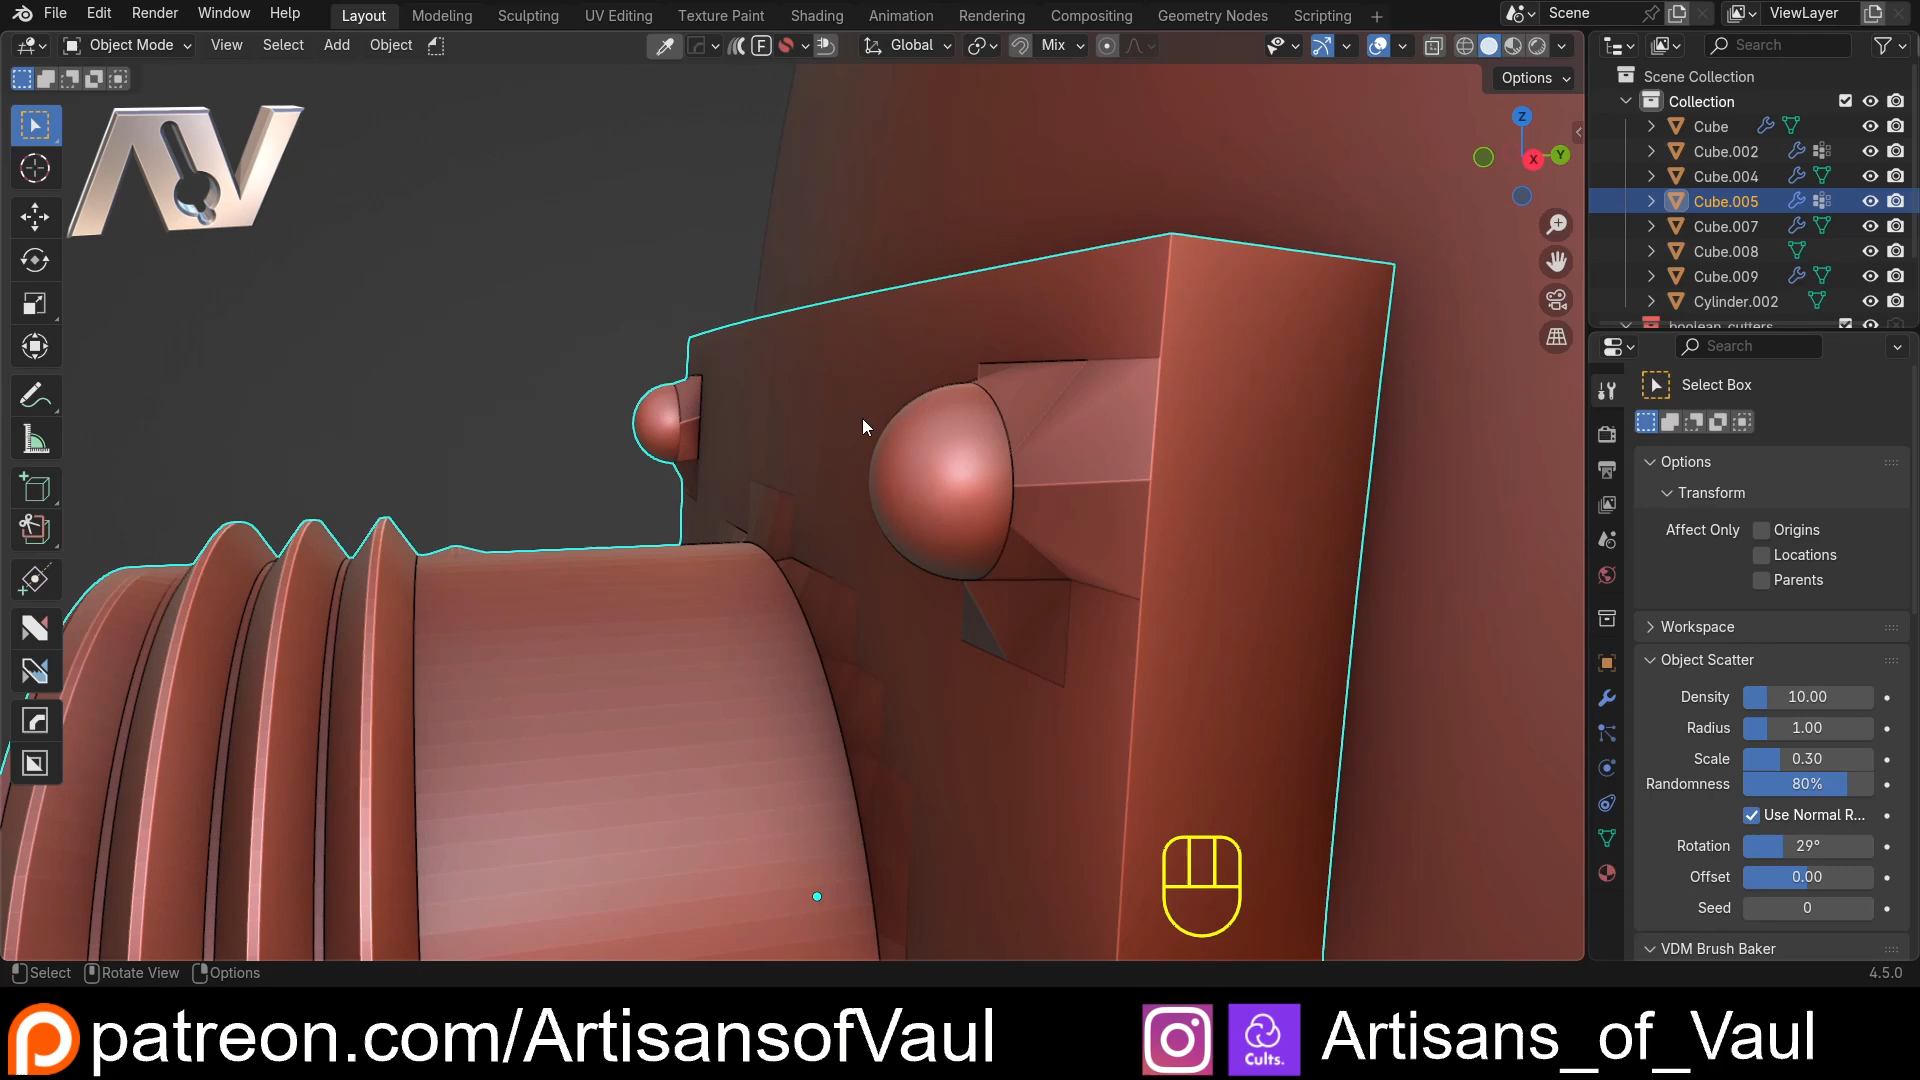 File Edit Render Window Help Layout Modeling Sculpting UV Editing Texture Paint Shading Animation Rendering Compositing Geometry Nodes Scripting + Scene ViewLayer
Object Mode View Select Add Object Global Mix Search
Options
Z
X Y
AV
Scene Collection
Collection
Cube
Cube.002
Cube.004
Cube.005
Cube.007
Cube.008
Cube.009
Cylinder.002
boolean_cutters
Search
Select Box
Options
Transform
Affect Only Origins
Locations
Parents
Workspace
Object Scatter
Density 10.00
Radius 1.00
Scale 0.30
Randomness 80%
Use Normal R...
Rotation 29°
Offset 0.00
Seed 0
VDM Brush Baker
Select Rotate View Options 4.5.0
patreon.com/ArtisansofVaul Cults. Artisans_of_Vaul